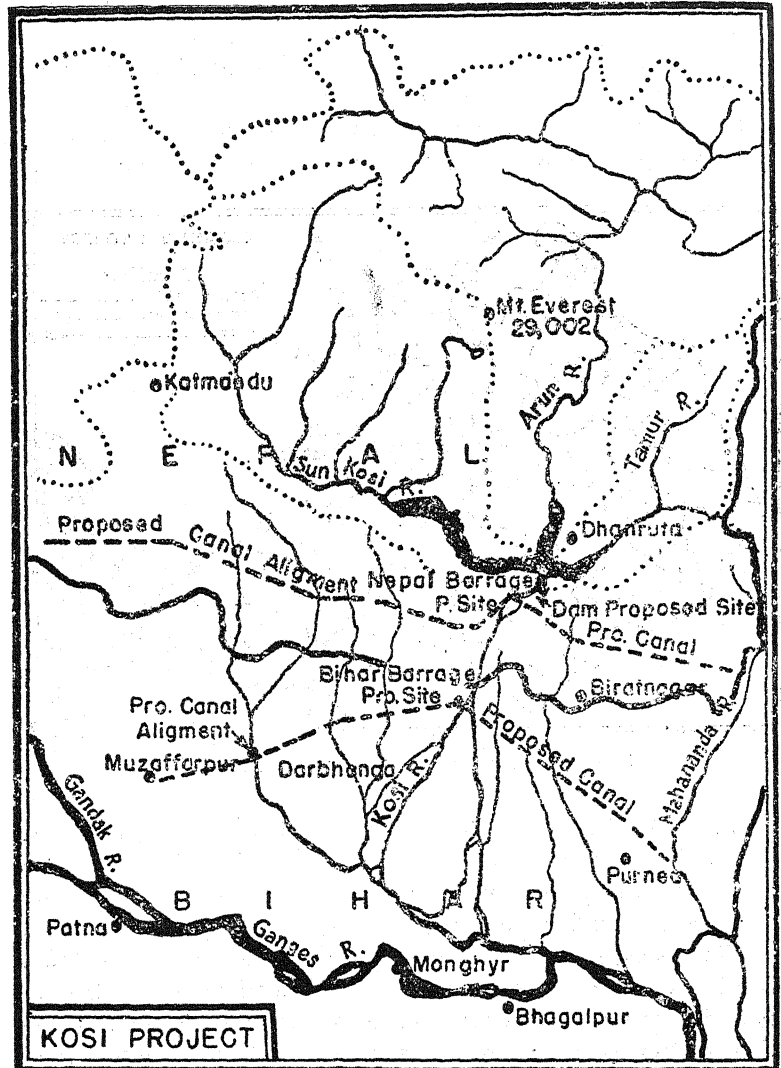 Mt. Everest
29,002
Katmandu
Arun R.
Tamur R.
N E P A L
Sun Kosi R.
Dhanruta
Proposed
Canal Aligment
Nepal Barrage
P. Site
Dam Proposed Site
Pro. Canal
Bihar Barrage
Prp. Site
Biratnagar
Pro. Canal
Aligment
Muzaffarpur
Darbhanga
Kosi R.
Proposed Canal
Mahananda R.
Gandak R.
Purnea
B I H A R
Patna
Ganges R.
Monghyr
Bhagalpur
KOSI PROJECT